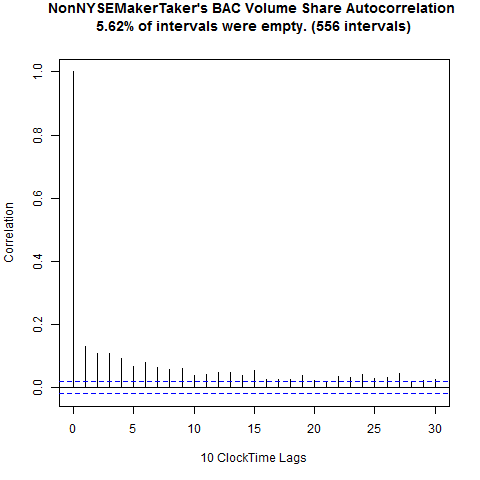 NonNYSEMakerTaker's BAC Volume Share Autocorrelation
5.62% of intervals were empty. (556 intervals)
Correlation
1.0
0.8
0.6
0.4
0.2
0.0
0 5 10 15 20 25 30
10 ClockTime Lags